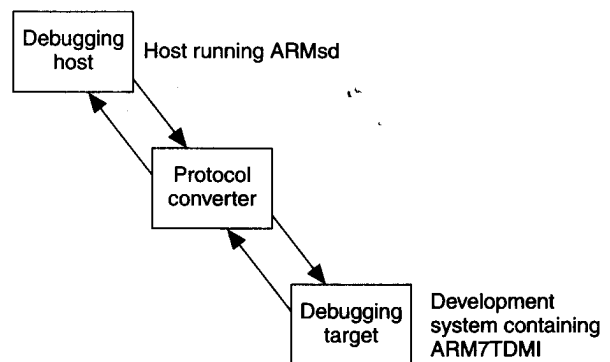 Debugging
host
Host running ARMsd
Protocol
converter
Debugging
target
Development
system containing
ARM7TDMI